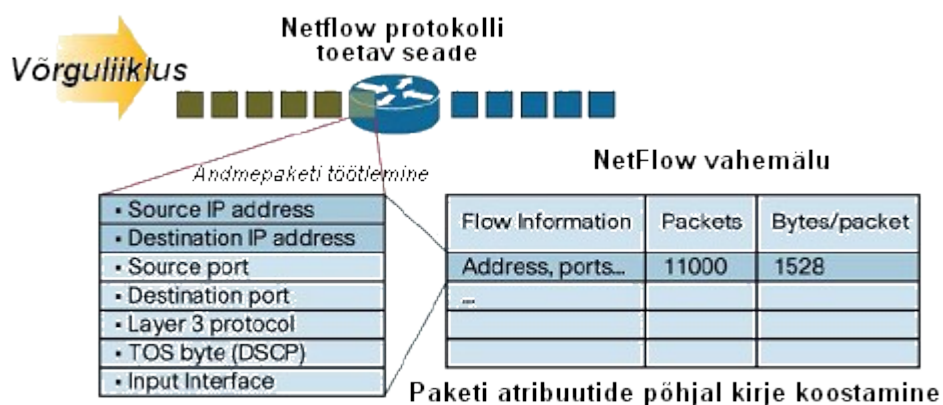 Netflow protokolli
toetav seade
Võrguliiklus
NetFlow vahemälu
Andmepaketi töötlemine
▪ Source IP address
▪ Destination IP address
▪ Source port
▪ Destination port
▪ Layer 3 protocol
▪ TOS byte (DSCP)
▪ Input Interface
Flow Information Packets Bytes/packet
Address, ports... 11000 1528
...
Paketi atribuutide põhjal kirje koostamine